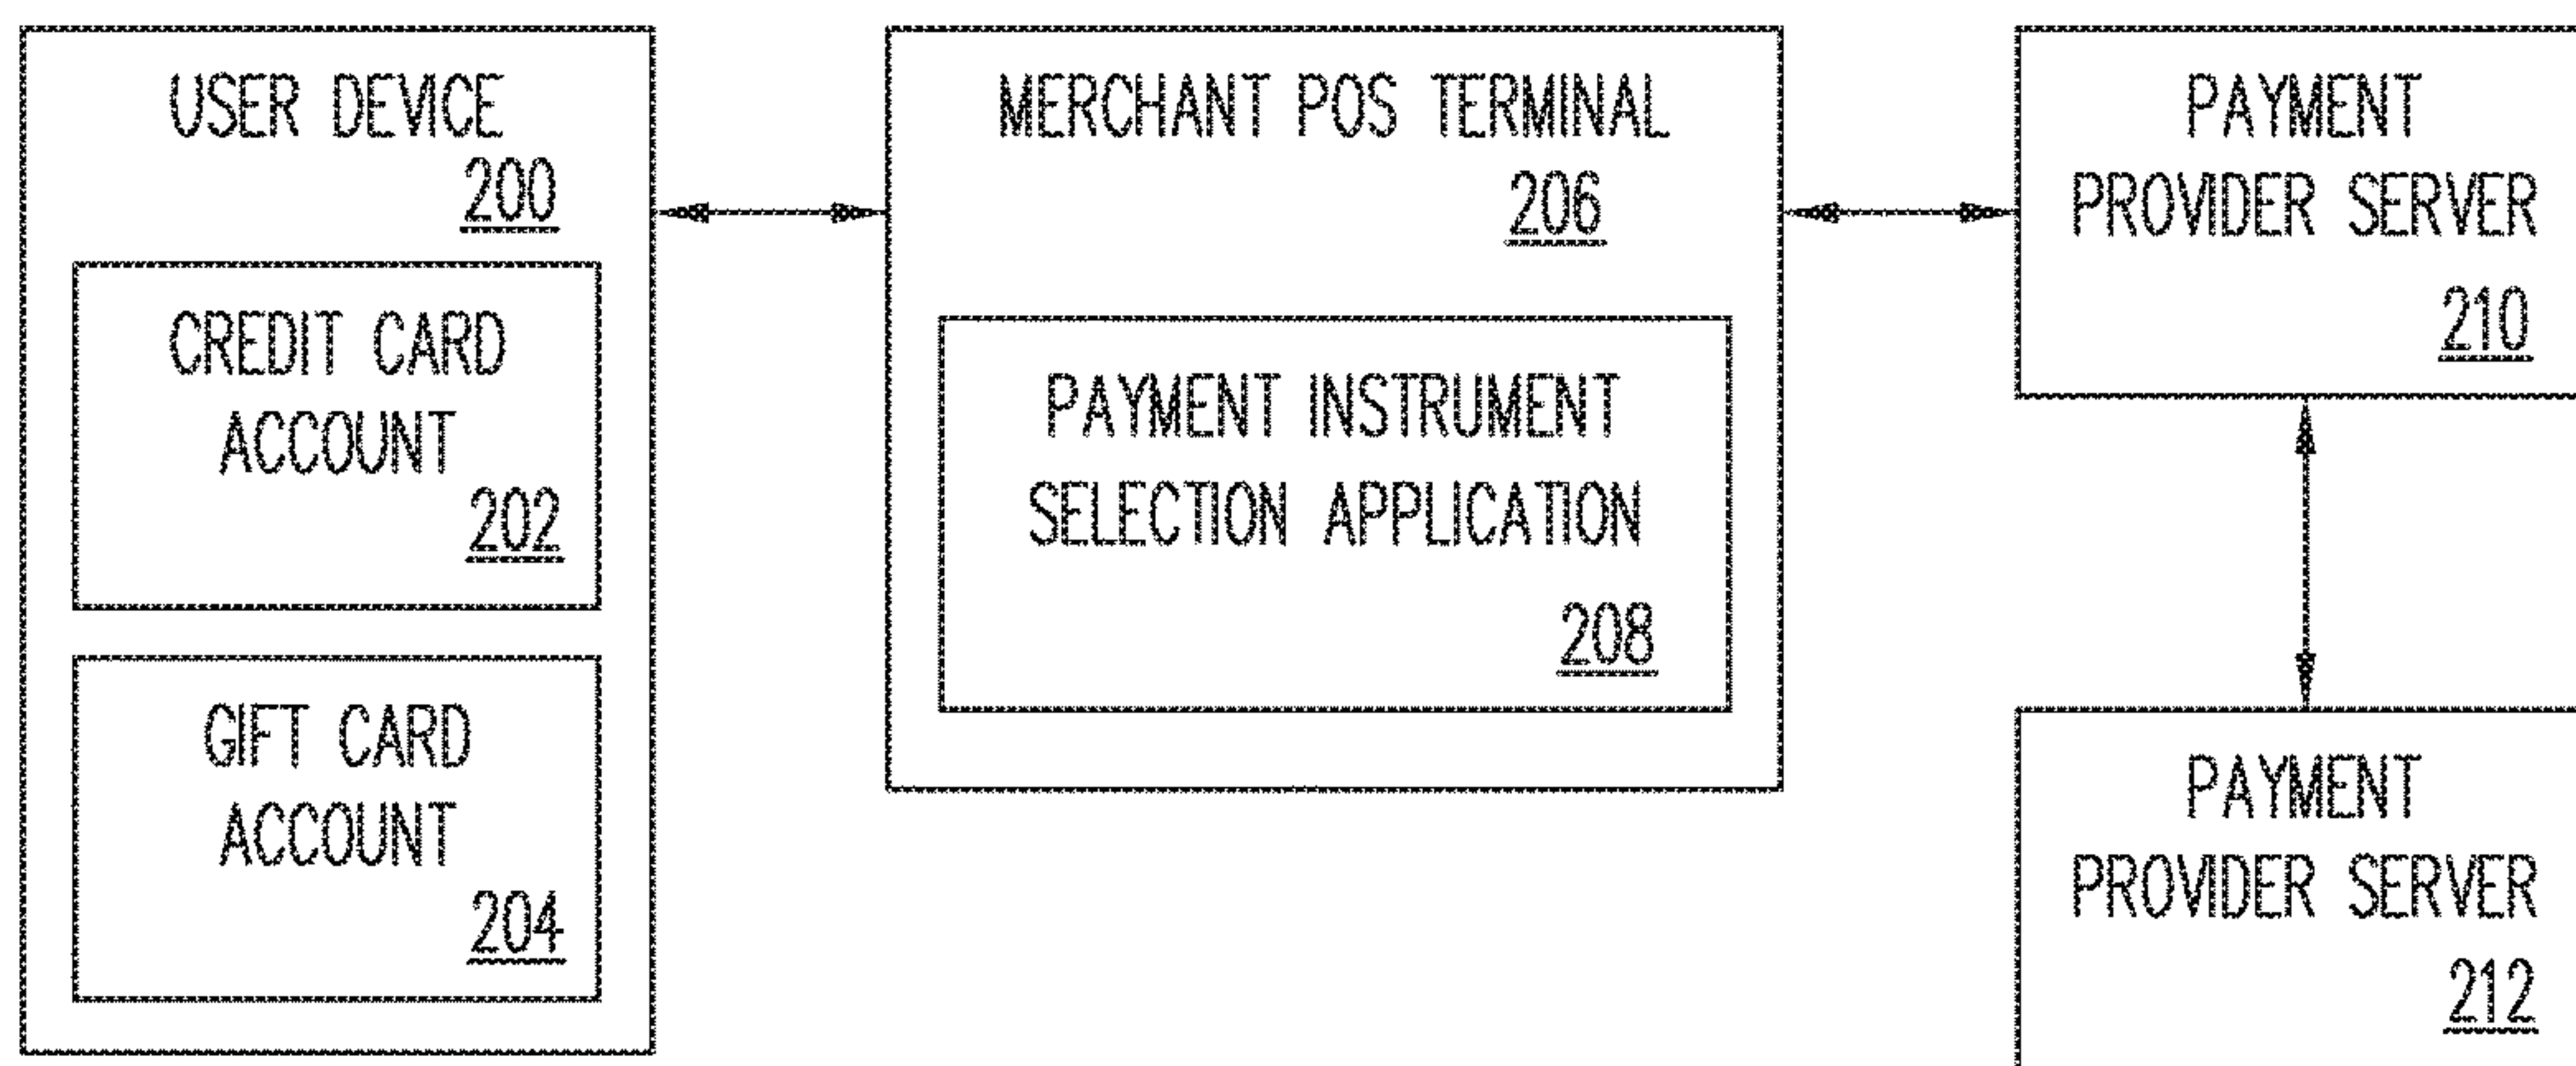 USER DEVICE
200
CREDIT CARD
ACCOUNT
202
GIFT CARD
ACCOUNT
204
MERCHANT POS TERMINAL
206
PAYMENT INSTRUMENT
SELECTION APPLICATION
208
PAYMENT
PROVIDER SERVER
210
PAYMENT
PROVIDER SERVER
212